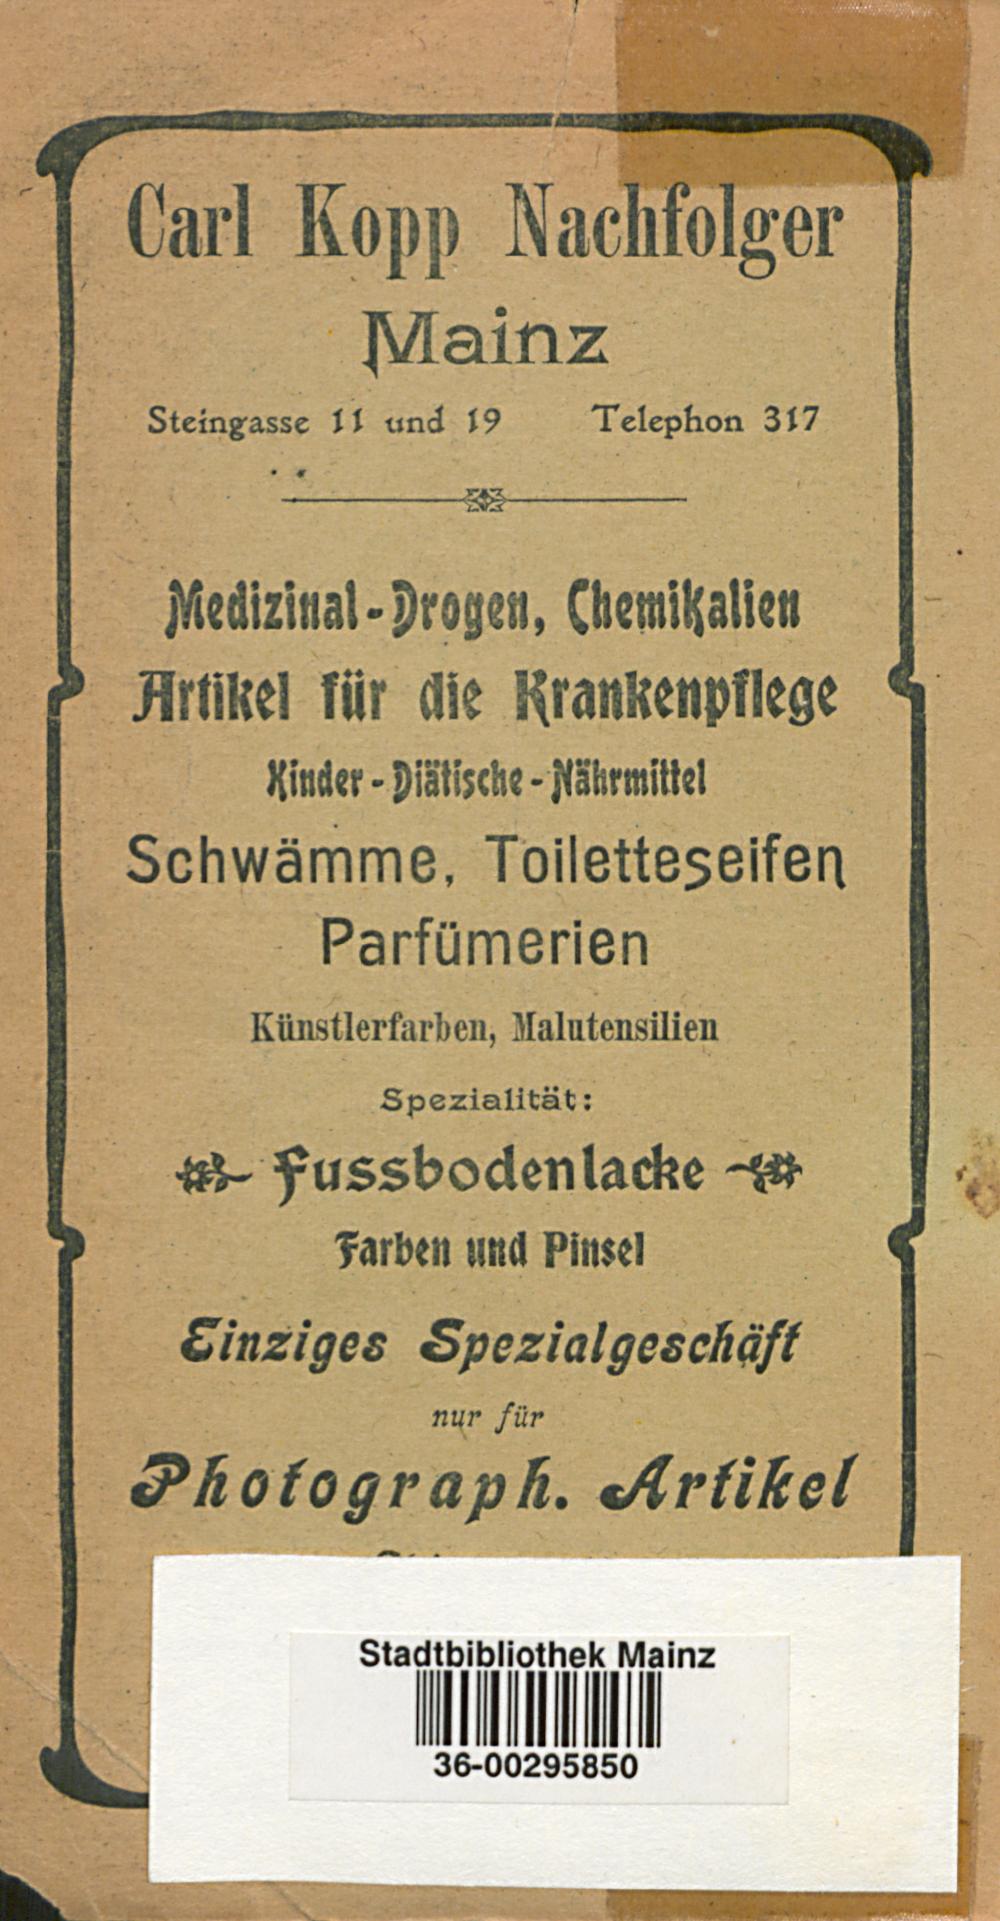 Carl Kopp Nachfolger
Mainz
Steingasse 11 und 19 Telephon 317
Medizinal-Drogen, Chemikalien
Artikel für die Krankenpflege
Kinder-Diätische-Nährmittel
Schwämme, Toiletteseifen
Parfümerien
Künstlerfarben, Malutensilien
Spezialität:
Fussbodenlacke
Farben und Pinsel
Einziges Spezialgeschäft
nur für
Photograph. Artikel
Stadtbibliothek Mainz
36-00295850